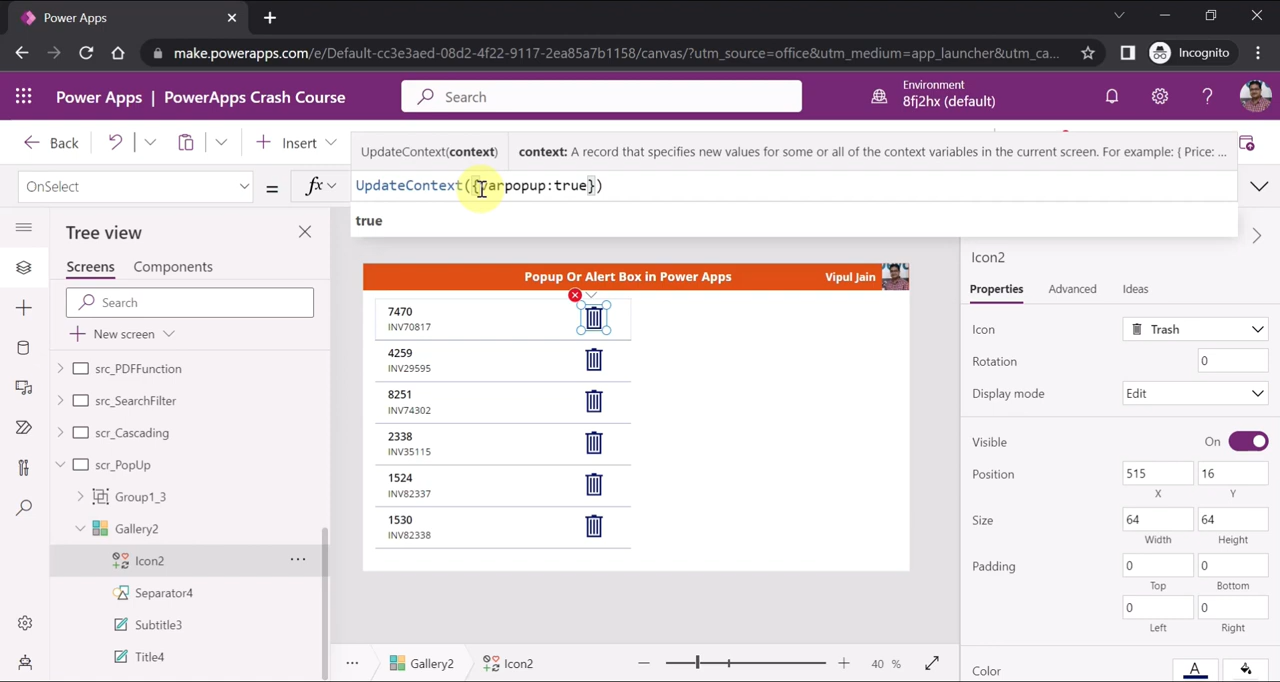 Power Apps
make.powerapps.com/e/Default-cc3e3aed-08d2-4f22-9117-2ea85a7b1158/canvas/?utm_source=office&utm_medium=app_launcher&utm_ca...
Incognito
Power Apps | PowerApps Crash Course
Search
Environment
8fj2hx (default)
Back
Insert
UpdateContext(context)
context: A record that specifies new values for some or all of the context variables in the current screen. For example: { Price: ...
OnSelect
=
fx
UpdateContext({varpopup:true})
true
Tree view
Screens
Components
Search
New screen
src_PDFFunction
src_SearchFilter
scr_Cascading
scr_PopUp
Group1_3
Gallery2
Icon2
Separator4
Subtitle3
Title4
Popup Or Alert Box in Power Apps
Vipul Jain
7470
INV70817
4259
INV29595
8251
INV74302
2338
INV35115
1524
INV82337
1530
INV82338
Gallery2
Icon2
40 %
Icon2
Properties
Advanced
Ideas
Icon
Trash
Rotation
0
Display mode
Edit
Visible
On
Position
515
16
X
Y
Size
64
64
Width
Height
Padding
0
0
Top
Bottom
0
0
Left
Right
Color
A